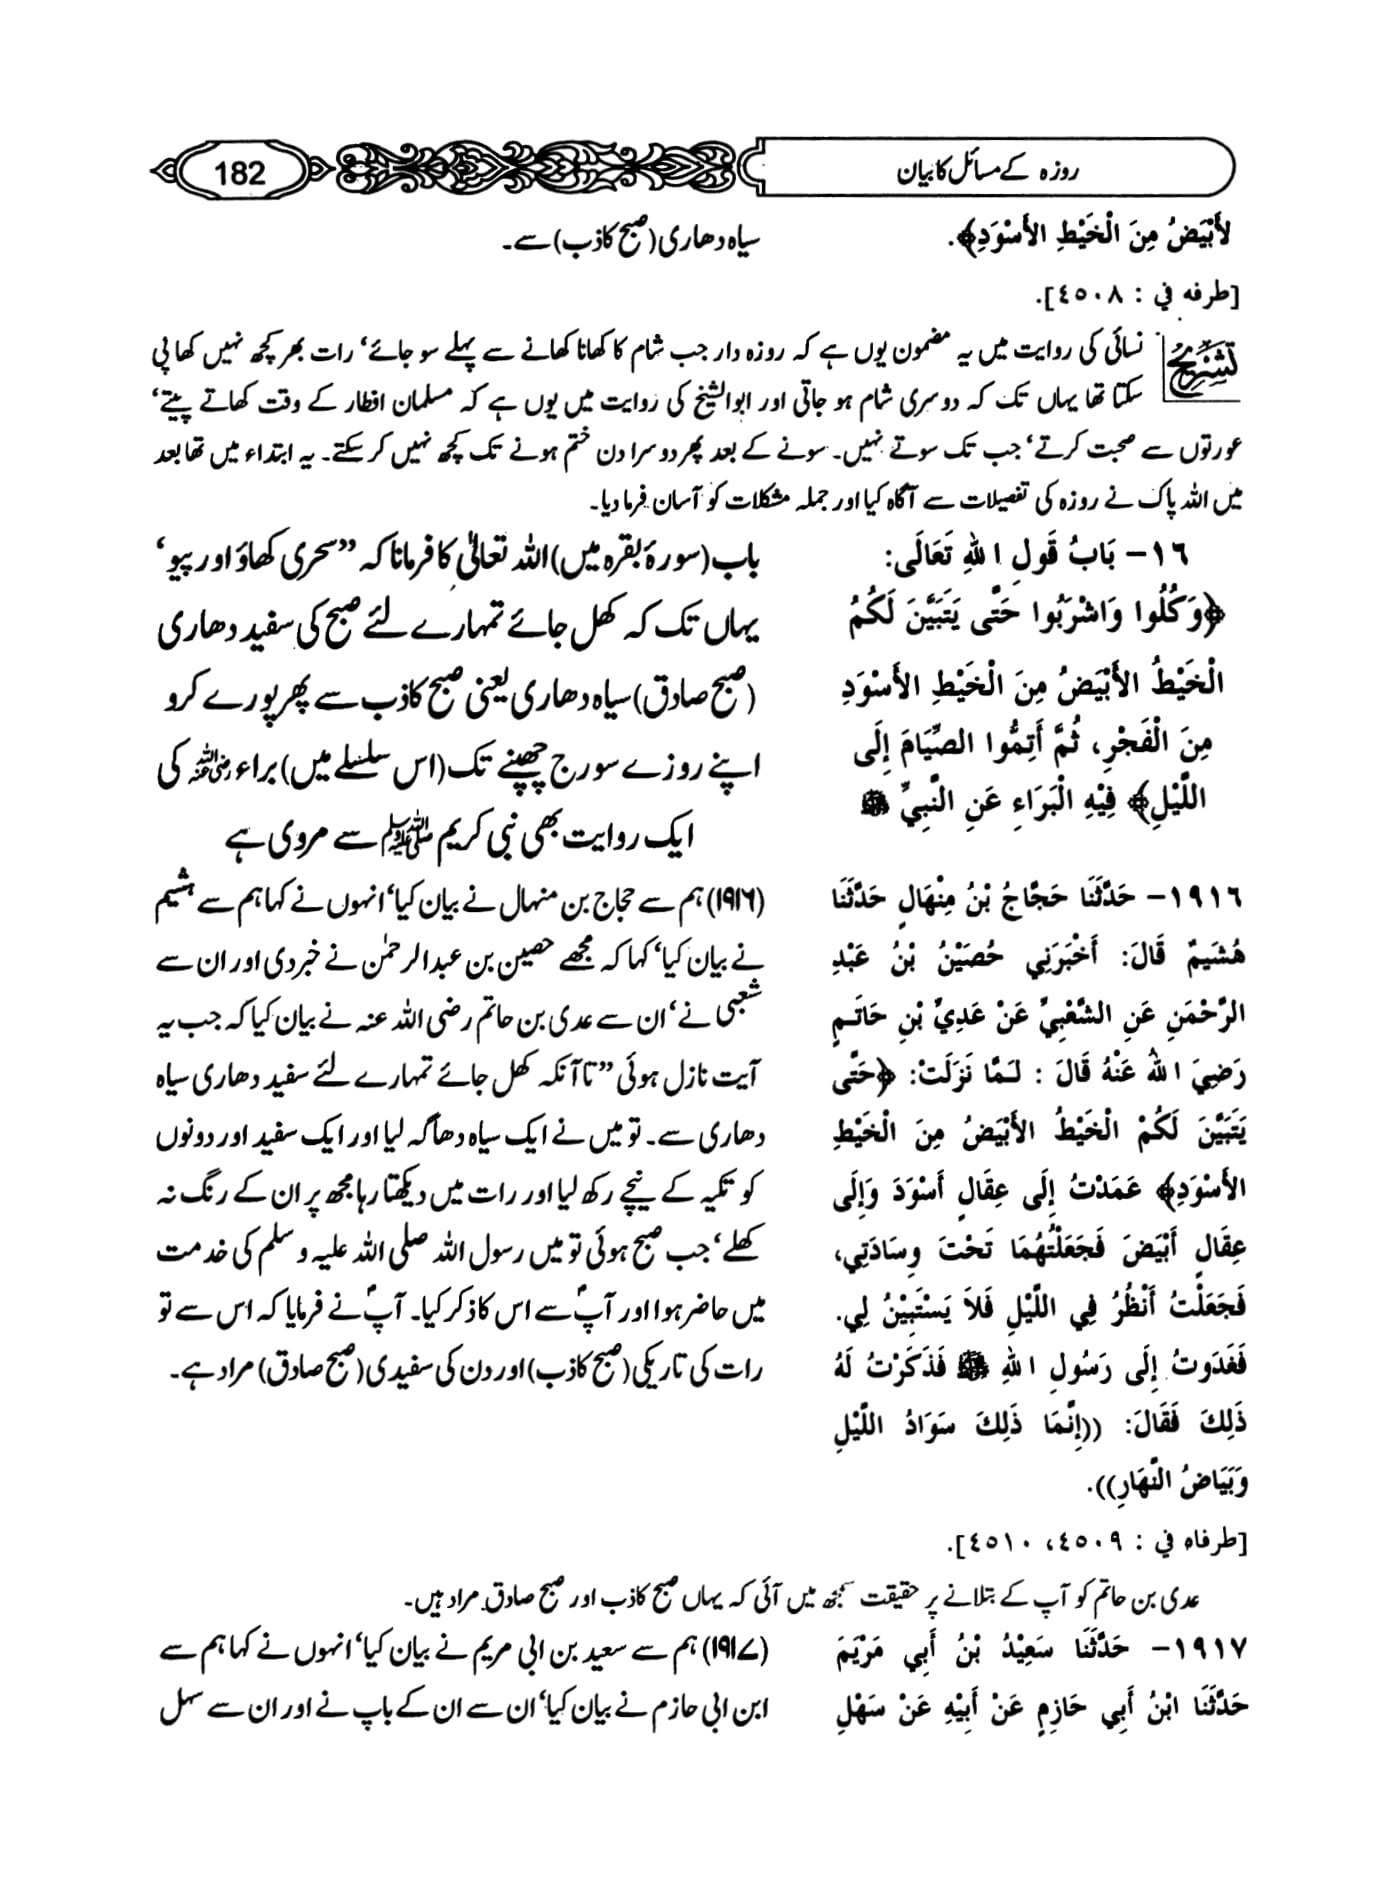 روزہ کے مسائل کا بیان
182
لأَبْيَضُ مِنَ الْخَيْطِ الأَسْوَدِ﴾.
[طرفه في : ٤٥٠٨].
سیاہ دھاری (صبح کاذب) سے۔
تشریح
نسائی کی روایت میں یہ مضمون یوں ہے کہ روزہ دار جب شام کا کھانا کھانے سے پہلے سو جائے‘ رات بھر کچھ نہیں کھا پی
سکتا تھا یہاں تک کہ دوسری شام ہو جاتی اور ابوالشیخ کی روایت میں یوں ہے کہ مسلمان افطار کے وقت کھاتے پیتے‘
عورتوں سے صحبت کرتے‘ جب تک سوتے نہیں۔ سونے کے بعد پھر دوسرا دن ختم ہونے تک کچھ نہیں کر سکتے۔ یہ ابتداء میں تھا بعد
میں اللہ پاک نے روزہ کی تفصیلات سے آگاہ کیا اور جملہ مشکلات کو آسان فرما دیا۔
١٦- بَابُ قَولِ اللهِ تَعَالَى:
﴿وَكُلُوا وَاشْرَبُوا حَتَّى يَتَبَيَّنَ لَكُمُ
الْخَيْطُ الأَبْيَضُ مِنَ الْخَيْطِ الأَسْوَدِ
مِنَ الْفَجْرِ، ثُمَّ أَتِمُّوا الصِّيَامَ إِلَى
اللَّيْلِ﴾ فِيْهِ الْبَرَاءِ عَنِ النَّبِيِّ ﷺ
باب (سورۂ بقرہ میں) اللہ تعالیٰ کا فرمانا کہ ”سحری کھاؤ اور پیو‘
یہاں تک کہ کھل جائے تمہارے لئے صبح کی سفید دھاری
(صبح صادق) سیاہ دھاری یعنی صبح کاذب سے پھر پورے کرو
اپنے روزے سورج چھپنے تک (اس سلسلے میں) براء رضی اللہ عنہ کی
ایک روایت بھی نبی کریم ﷺ سے مروی ہے
١٩١٦- حَدَّثَنَا حَجَّاجُ بْنُ مِنْهَالٍ حَدَّثَنَا
هُشَيمٌ قَالَ: أَخْبَرَنِي حُصَيْنُ بْنُ عَبْدِ
الرَّحْمَنِ عَنِ الشَّعْبِيِّ عَنْ عَدِيِّ بْنِ حَاتَمٍ
رَضِيَ اللهُ عَنْهُ قَالَ : لَمَّا نَزَلَتْ: ﴿حَتَّى
يَتَبَيَّنَ لَكُمْ الْخَيْطُ الأَبْيَضُ مِنَ الْخَيْطِ
الأَسْوَدِ﴾ عَمَدْتُ إِلَى عِقَالٍ أَسْوَدَ وَإِلَى
عِقَالٍ أَبْيَضَ فَجَعَلْتُهُمَا تَحْتَ وِسَادَتِي،
فَجَعَلْتُ أَنْظُرُ فِي اللَّيْلِ فَلاَ يَسْتَبِيْنُ لِي.
فَغَدَوتُ إِلَى رَسُولِ اللهِ ﷺ فَذَكَرْتُ لَهُ
ذَلِكَ فَقَالَ: ((إِنَّمَا ذَلِكَ سَوَادُ اللَّيْلِ
وَبَيَاضُ النَّهَارِ)).
[طرفاه في : ٤٥٠٩، ٤٥١٠].
(۱۹۱۶) ہم سے حجاج بن منہال نے بیان کیا‘ انہوں نے کہا ہم سے ہشیم
نے بیان کیا‘ کہا کہ مجھے حصین بن عبدالرحمٰن نے خبر دی اور ان سے
شعبی نے‘ ان سے عدی بن حاتم رضی اللہ عنہ نے بیان کیا کہ جب یہ
آیت نازل ہوئی ”تا آنکہ کھل جائے تمہارے لئے سفید دھاری سیاہ
دھاری سے۔ تو میں نے ایک سیاہ دھاگہ لیا اور ایک سفید اور دونوں
کو تکیہ کے نیچے رکھ لیا اور رات میں دیکھتا رہا مجھ پر ان کے رنگ نہ
کھلے‘ جب صبح ہوئی تو میں رسول اللہ صلی اللہ علیہ و سلم کی خدمت
میں حاضر ہوا اور آپؐ سے اس کا ذکر کیا۔ آپؐ نے فرمایا کہ اس سے تو
رات کی تاریکی (صبح کاذب) اور دن کی سفیدی (صبح صادق) مراد ہے۔
عدی بن حاتم کو آپ کے بتلانے پر حقیقت سمجھ میں آئی کہ یہاں صبح کاذب اور صبح صادق مراد ہیں۔
١٩١٧- حَدَّثَنَا سَعِيْدُ بْنُ أَبِي مَرْيَمَ
حَدَّثَنَا ابْنُ أَبِي حَازِمٍ عَنْ أَبِيْهِ عَنْ سَهْلِ
(۱۹۱۷) ہم سے سعید بن ابی مریم نے بیان کیا‘ انہوں نے کہا ہم سے
ابن ابی حازم نے بیان کیا‘ ان سے ان کے باپ نے اور ان سے سہل